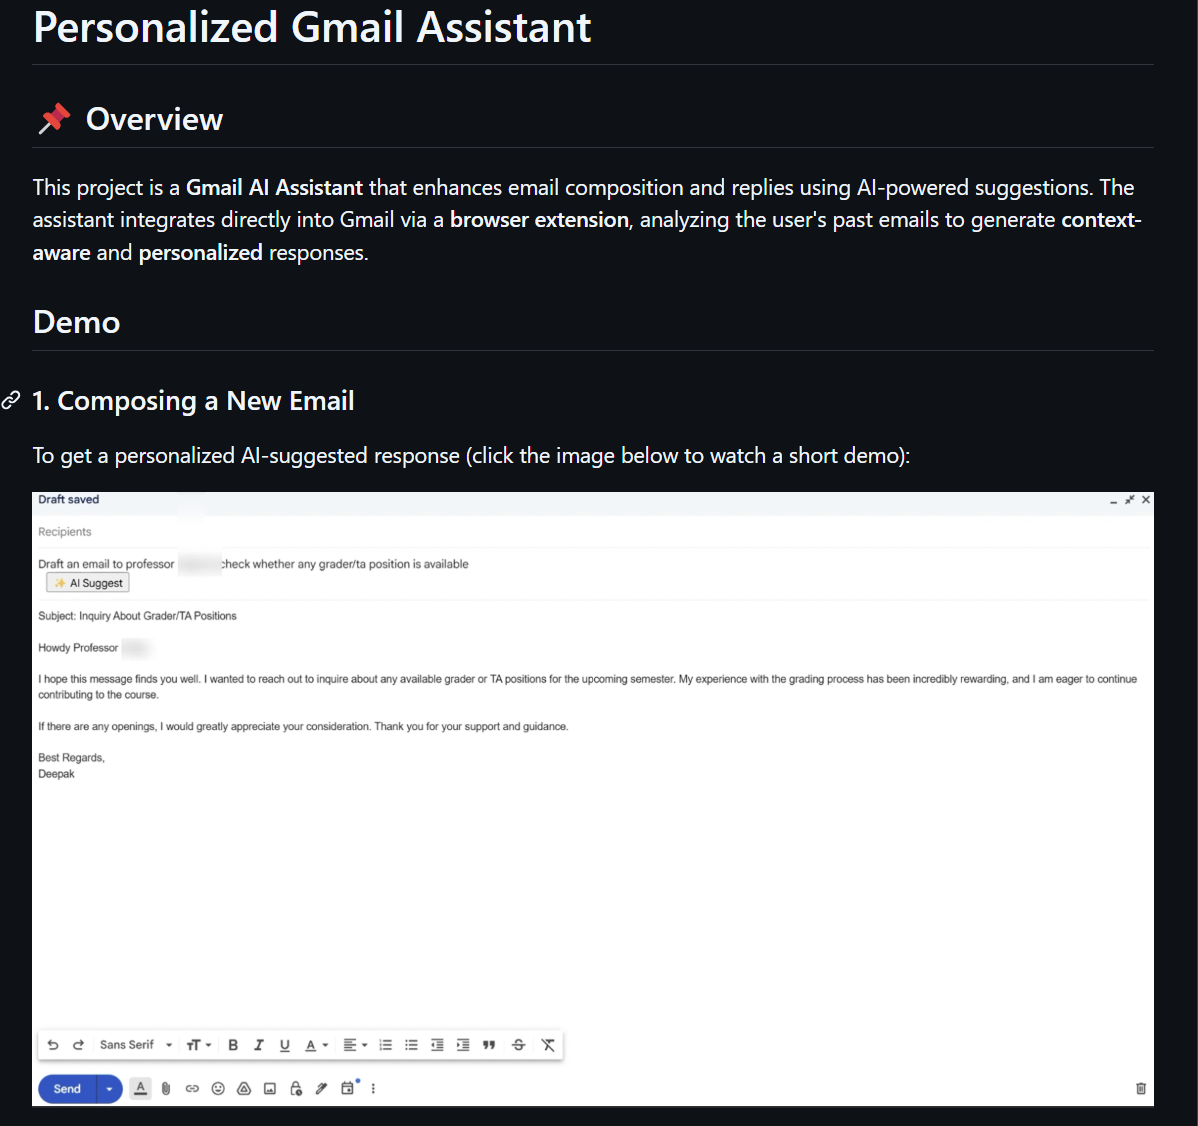 Personalized Gmail Assistant
📌 Overview
This project is a Gmail AI Assistant that enhances email composition and replies using AI-powered suggestions. The
assistant integrates directly into Gmail via a browser extension, analyzing the user's past emails to generate context-
aware and personalized responses.
Demo
1. Composing a New Email
To get a personalized AI-suggested response (click the image below to watch a short demo):
Draft saved
Recipients
Draft an email to professor check whether any grader/ta position is available
✨ AI Suggest
Subject: Inquiry About Grader/TA Positions
Howdy Professor
I hope this message finds you well. I wanted to reach out to inquire about any available grader or TA positions for the upcoming semester. My experience with the grading process has been incredibly rewarding, and I am eager to continue
contributing to the course.
If there are any openings, I would greatly appreciate your consideration. Thank you for your support and guidance.
Best Regards,
Deepak
Sans Serif
Send